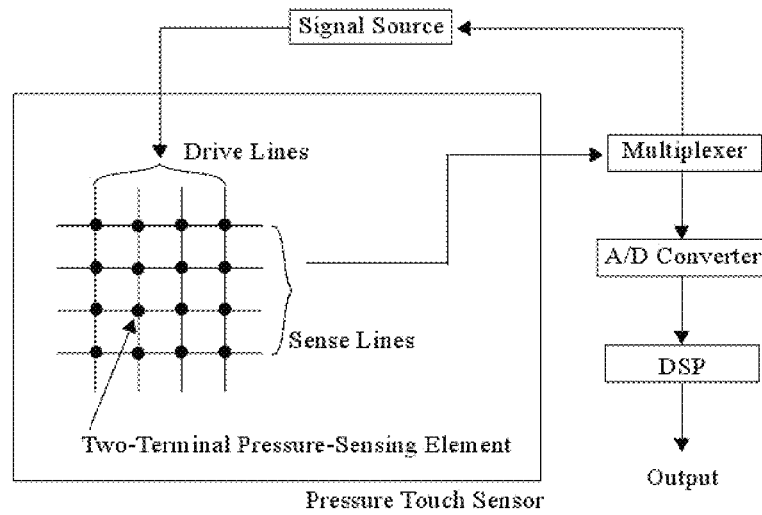 Signal Source
Drive Lines
Multiplexer
A/D Converter
Sense Lines
DSP
Two-Terminal Pressure-Sensing Element
Output
Pressure Touch Sensor